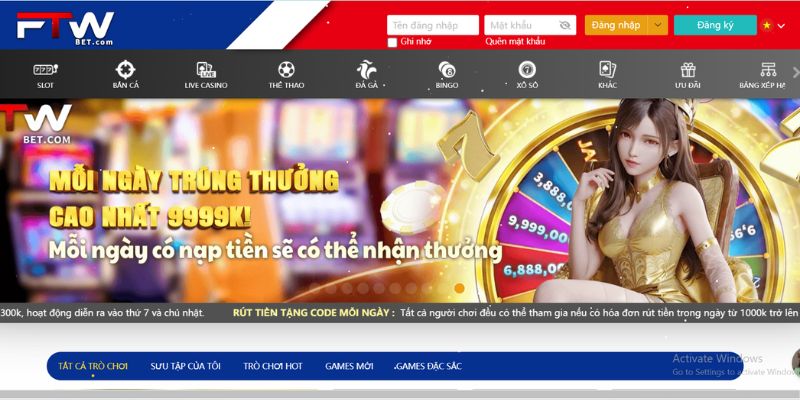 FTW
BET.com
Tên đăng nhập
Mật khẩu
Đăng nhập
Đăng ký
Ghi nhớ
Quên mật khẩu
SLOT
BẮN CÁ
LIVE CASINO
THỂ THAO
ĐÁ GÀ
BINGO
XỔ SỐ
KHÁC
ƯU ĐÃI
BẢNG XẾP HẠ
TW
BET.COM
MỖI NGÀY TRÚNG THƯỞNG
CAO NHẤT 9999K!
Mỗi ngày có nạp tiền sẽ có thể nhận thưởng
3,888,
9,999,00
6,888,
300k, hoạt động diễn ra vào thứ 7 và chủ nhật.
RÚT TIỀN TẶNG CODE MỖI NGÀY : Tất cả người chơi đều có thể tham gia nếu có hóa đơn rút tiền trong ngày từ 1000k trở lên
TẤT CẢ TRÒ CHƠI
SƯU TẬP CỦA TÔI
TRÒ CHƠI HOT
GAMES MỚI
GAMES ĐẶC SẮC
Activate Windows
Go to Settings to activate Window